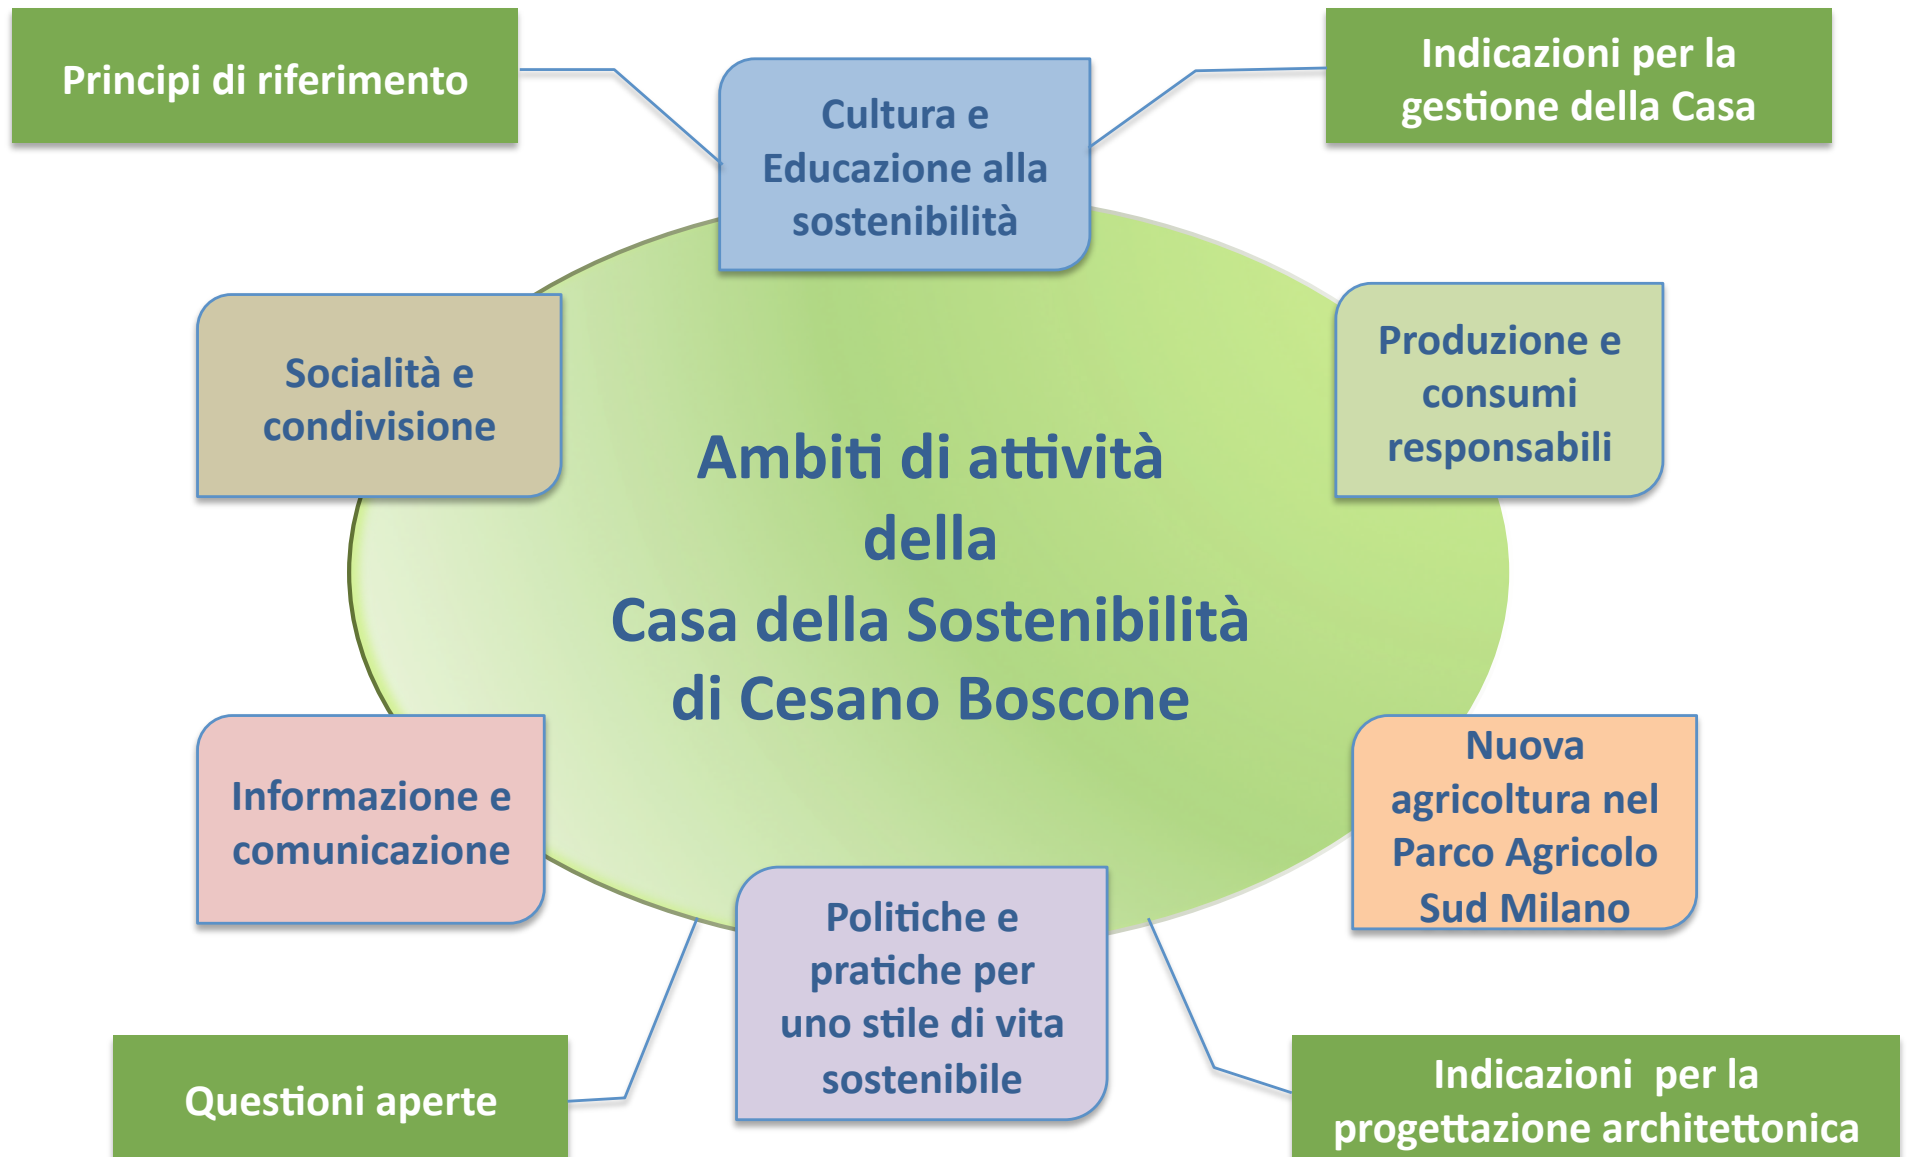 Principi di riferimento
Indicazioni per la
gestione della Casa
Cultura e
Educazione alla
sostenibilità
Socialità e
condivisione
Produzione e
consumi
responsabili
Ambiti di attività
della
Casa della Sostenibilità
di Cesano Boscone
Informazione e
comunicazione
Nuova
agricoltura nel
Parco Agricolo
Sud Milano
Politiche e
pratiche per
uno stile di vita
sostenibile
Questioni aperte
Indicazioni per la
progettazione architettonica